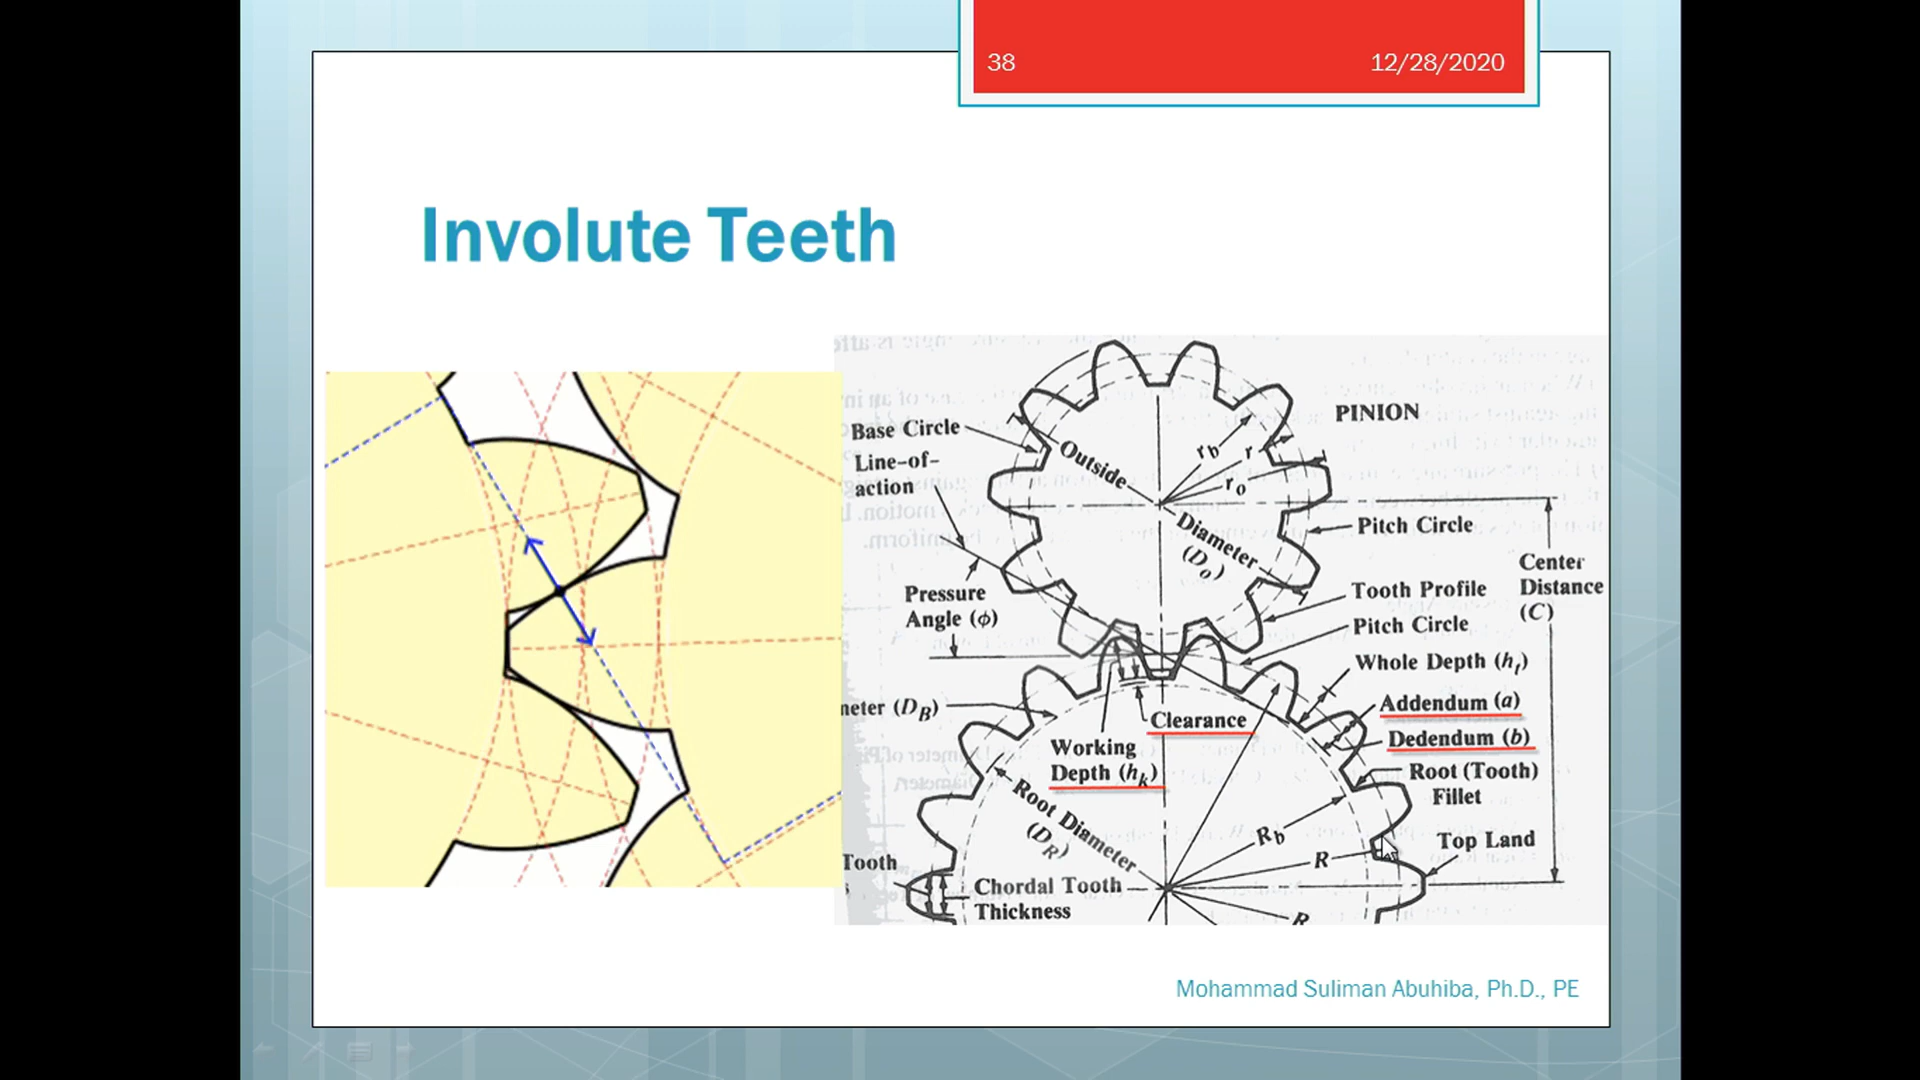 38
12/28/2020
Involute Teeth
PINION
Base Circle
Line-of-
action
Outside
Diameter
(Do)
rb
r
ro
Pitch Circle
Center
Distance
(C)
Pressure
Angle (ϕ)
Tooth Profile
Pitch Circle
Whole Depth (ht)
Addendum (a)
Dedendum (b)
Root (Tooth)
Fillet
Top Land
meter (DB)
Clearance
Working
Depth (hk)
Root Diameter
(DR)
Rb
R
R
Tooth
s
Chordal Tooth
Thickness
Mohammad Suliman Abuhiba, Ph.D., PE